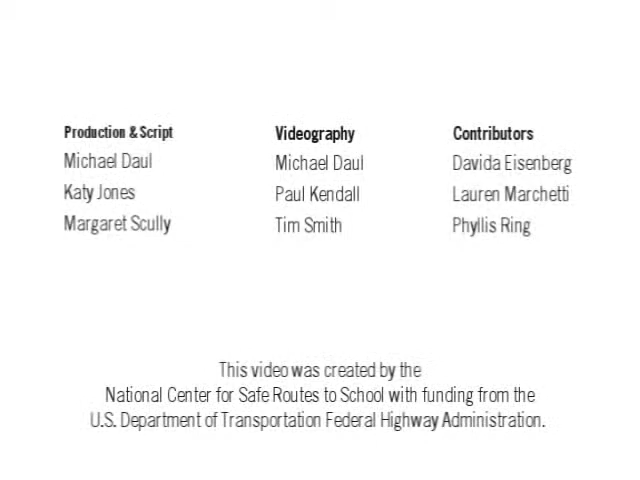 Production & Script
Michael Daul
Katy Jones
Margaret Scully
Videography
Michael Daul
Paul Kendall
Tim Smith
Contributors
Davida Eisenberg
Lauren Marchetti
Phyllis Ring
This video was created by the
National Center for Safe Routes to School with funding from the
U.S. Department of Transportation Federal Highway Administration.